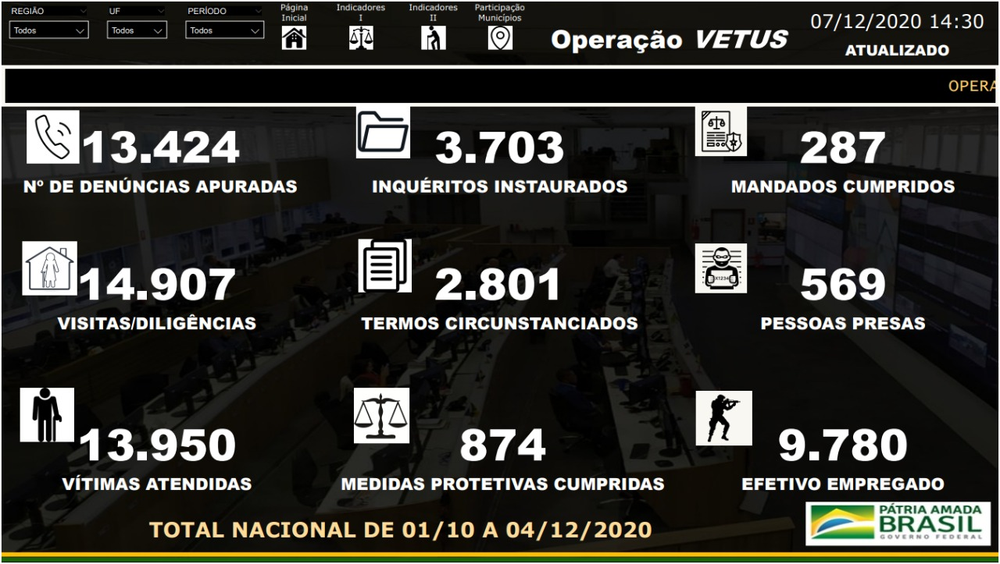 REGIÃO
Todos
UF
Todos
PERÍODO
Todos
Página
Inicial
Indicadores
I
Indicadores
II
Participação
Municípios
Operação VETUS
07/12/2020 14:30
ATUALIZADO
OPERA
13.424
Nº DE DENÚNCIAS APURADAS
3.703
INQUÉRITOS INSTAURADOS
287
MANDADOS CUMPRIDOS
14.907
VISITAS/DILIGÊNCIAS
2.801
TERMOS CIRCUNSTANCIADOS
X1234
569
PESSOAS PRESAS
13.950
VÍTIMAS ATENDIDAS
874
MEDIDAS PROTETIVAS CUMPRIDAS
9.780
EFETIVO EMPREGADO
TOTAL NACIONAL DE 01/10 A 04/12/2020
PÁTRIA AMADA
BRASIL
GOVERNO FEDERAL